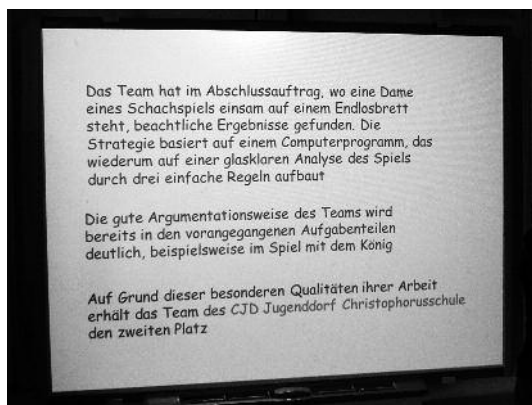 Das Team hat im Abschlussauftrag, wo eine Dame
eines Schachspiels einsam auf einem Endlosbrett
steht, beachtliche Ergebnisse gefunden. Die
Strategie basiert auf einem Computerprogramm, das
wiederum auf einer glasklaren Analyse des Spiels
durch drei einfache Regeln aufbaut
Die gute Argumentationsweise des Teams wird
bereits in den vorangegangenen Aufgabenteilen
deutlich, beispielsweise im Spiel mit dem König
Auf Grund dieser besonderen Qualitäten ihrer Arbeit
erhält das Team des CJD Jugenddorf Christophorusschule
den zweiten Platz